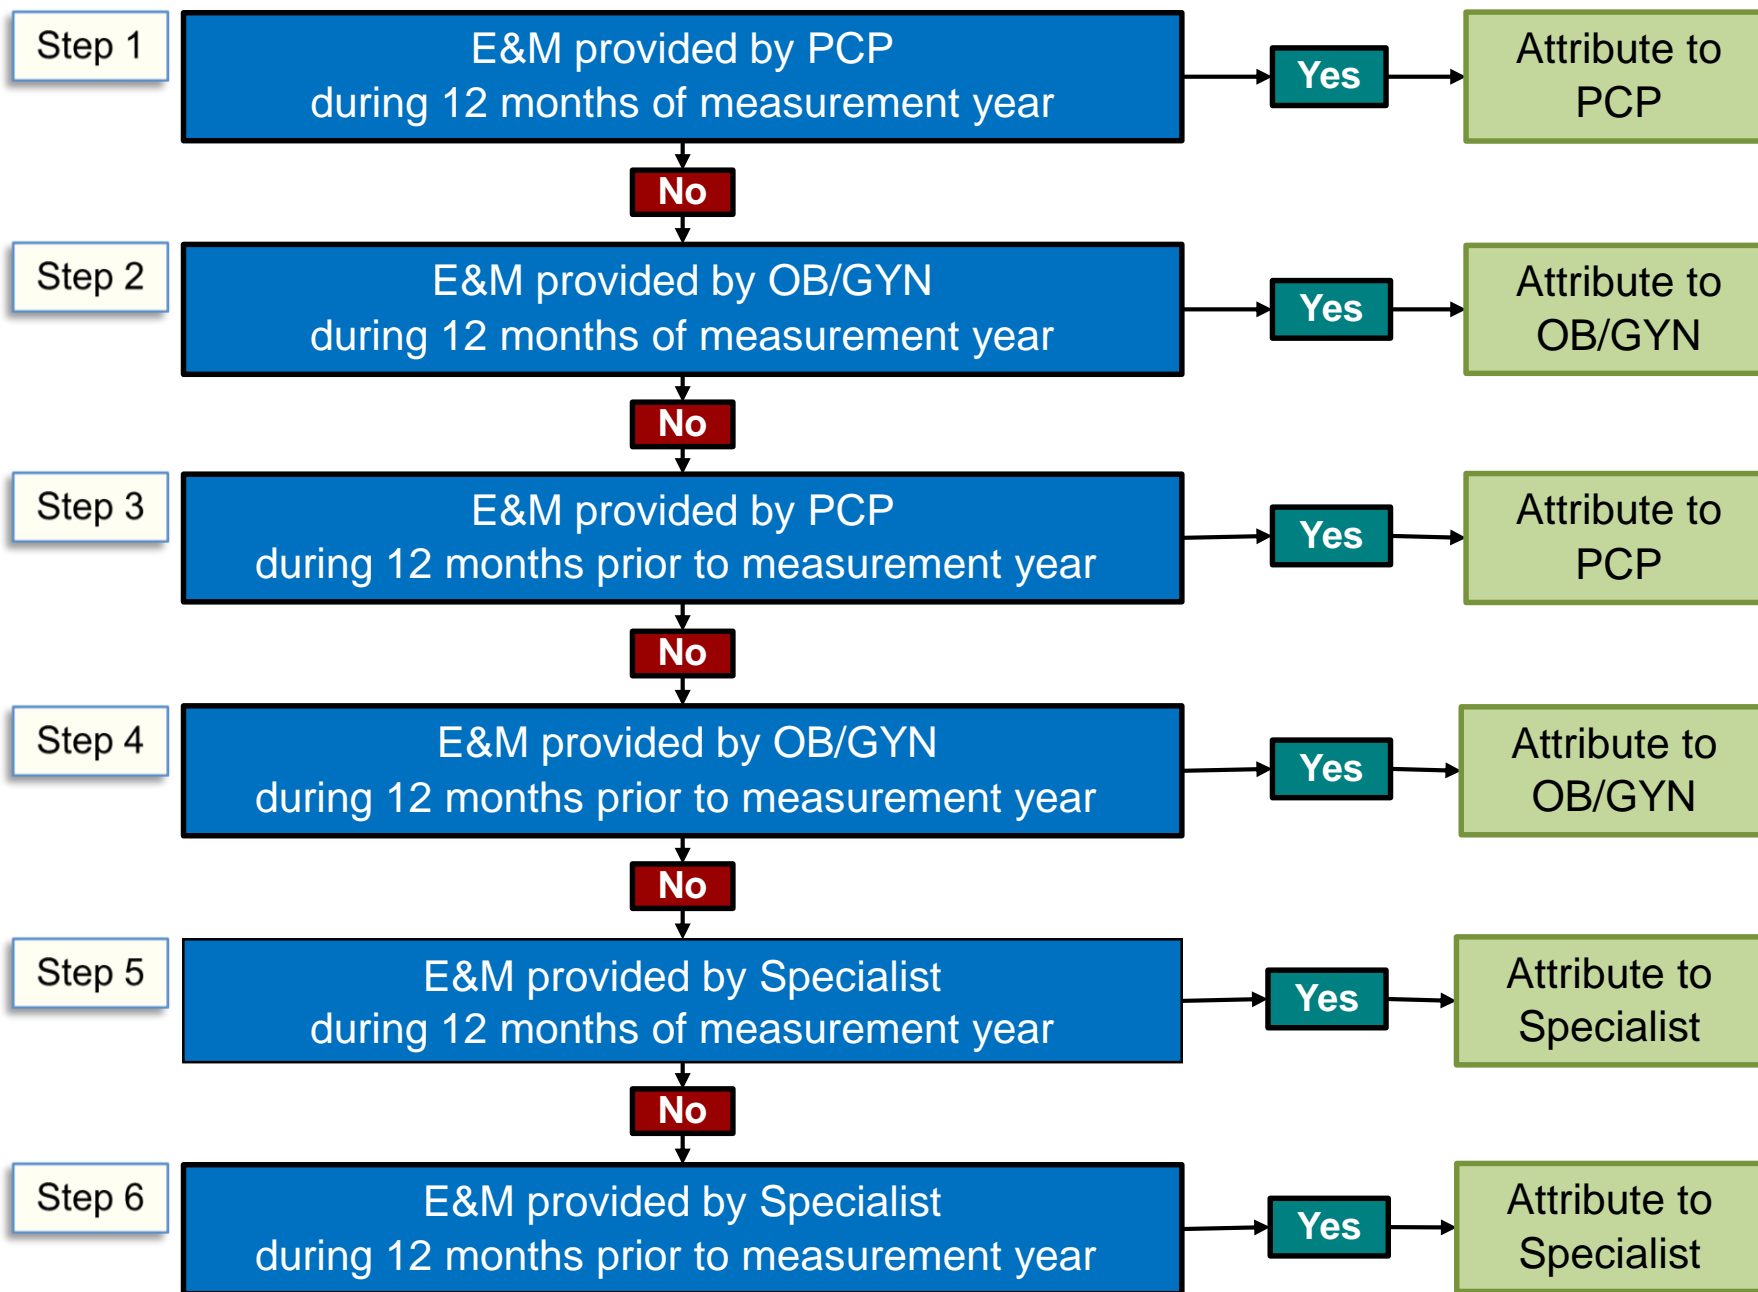 Step 1
E&M provided by PCP
during 12 months of measurement year
Yes
Attribute to
PCP
No
Step 2
E&M provided by OB/GYN
during 12 months of measurement year
Yes
Attribute to
OB/GYN
No
Step 3
E&M provided by PCP
during 12 months prior to measurement year
Yes
Attribute to
PCP
No
Step 4
E&M provided by OB/GYN
during 12 months prior to measurement year
Yes
Attribute to
OB/GYN
No
Step 5
E&M provided by Specialist
during 12 months of measurement year
Yes
Attribute to
Specialist
No
Step 6
E&M provided by Specialist
during 12 months prior to measurement year
Yes
Attribute to
Specialist